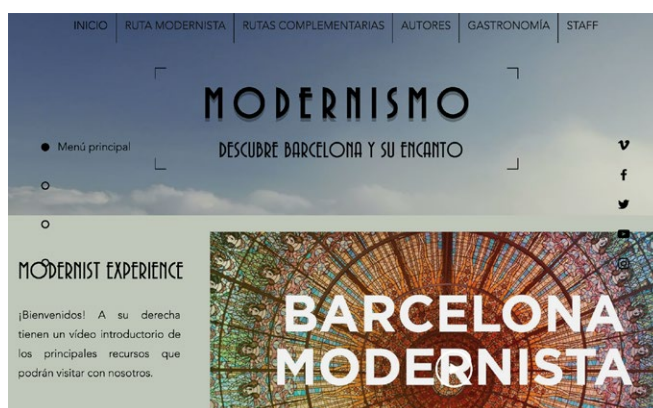 INICIO RUTA MODERNISTA RUTAS COMPLEMENTARIAS AUTORES GASTRONOMÍA STAFF
MODERNISMO
DESCUBRE BARCELONA Y SU ENCANTO
Menú principal
MODERNIST EXPERIENCE
¡Bienvenidos! A su derecha
tienen un vídeo introductorio de
los principales recursos que
podrán visitar con nosotros.
BARCELONA
MODERNISTA